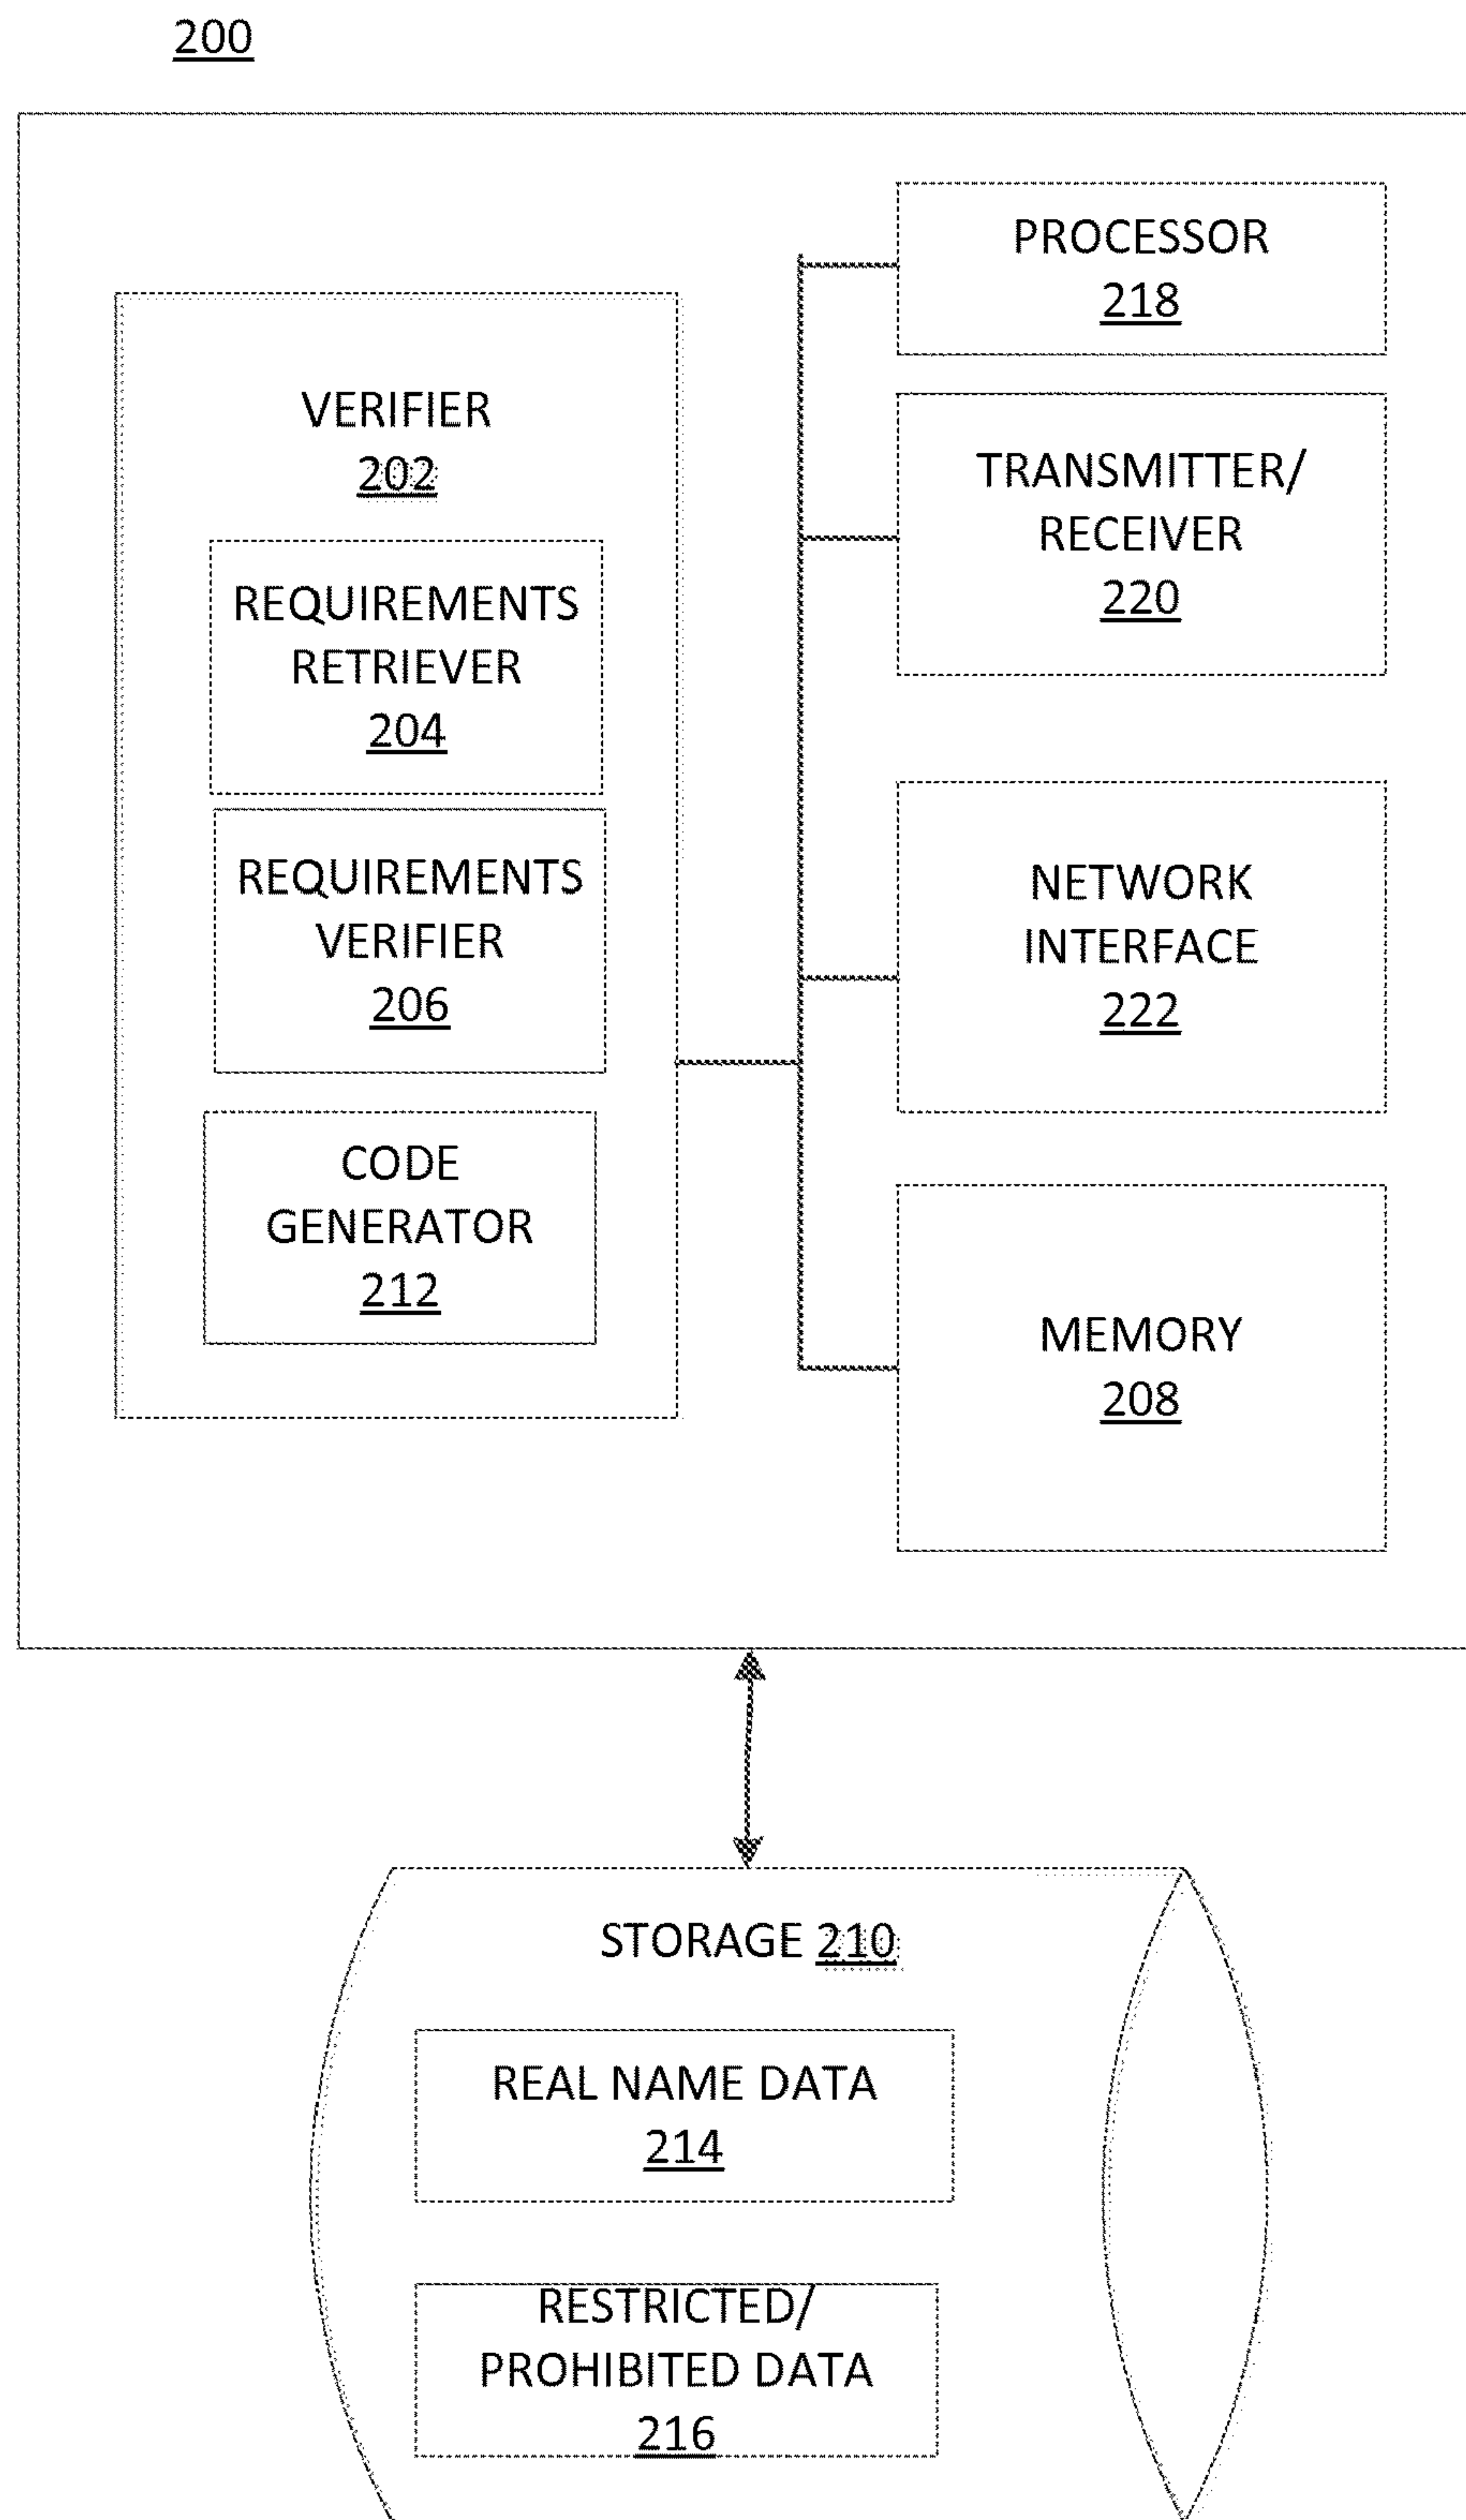 200
VERIFIER
202
REQUIREMENTS
RETRIEVER
204
REQUIREMENTS
VERIFIER
206
CODE
GENERATOR
212
PROCESSOR
218
TRANSMITTER/
RECEIVER
220
NETWORK
INTERFACE
222
MEMORY
208
STORAGE 210
REAL NAME DATA
214
RESTRICTED/
PROHIBITED DATA
216